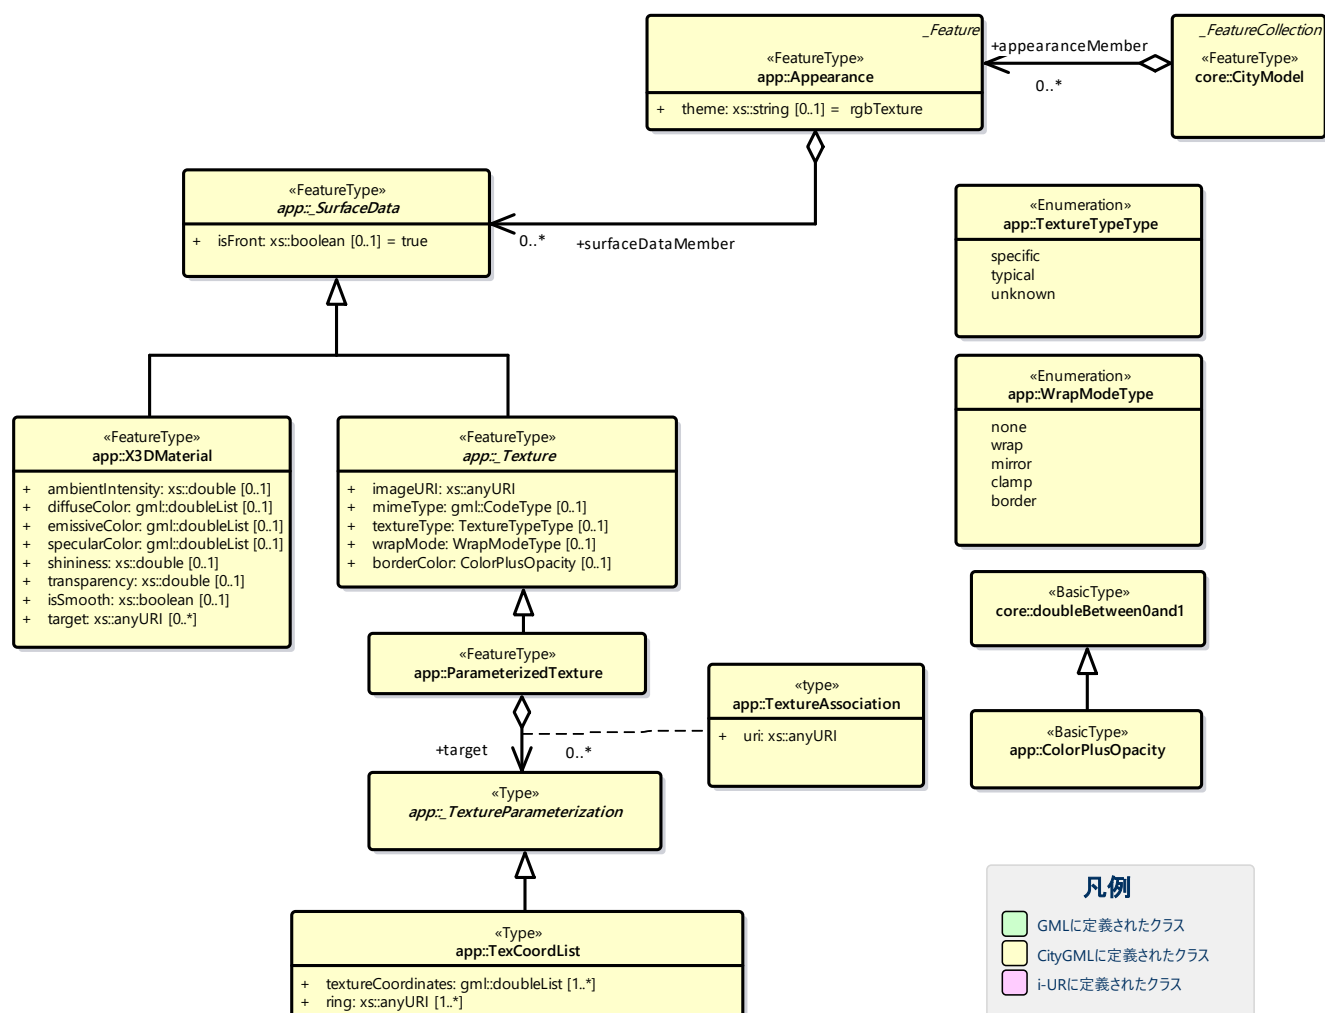 _Feature
«FeatureType»
app::Appearance
+ theme: xs::string [0..1] = rgbTexture
+appearanceMember
0..*
_FeatureCollection
«FeatureType»
core::CityModel
«FeatureType»
app::_SurfaceData
+ isFront: xs::boolean [0..1] = true
0..*
+surfaceDataMember
«Enumeration»
app::TextureTypeType
specific
typical
unknown
«Enumeration»
app::WrapModeType
none
wrap
mirror
clamp
border
«FeatureType»
app::X3DMaterial
+ ambientIntensity: xs::double [0..1]
+ diffuseColor: gml::doubleList [0..1]
+ emissiveColor: gml::doubleList [0..1]
+ specularColor: gml::doubleList [0..1]
+ shininess: xs::double [0..1]
+ transparency: xs::double [0..1]
+ isSmooth: xs::boolean [0..1]
+ target: xs::anyURI [0..*]
«FeatureType»
app::_Texture
+ imageURI: xs::anyURI
+ mimeType: gml::CodeType [0..1]
+ textureType: TextureTypeType [0..1]
+ wrapMode: WrapModeType [0..1]
+ borderColor: ColorPlusOpacity [0..1]
«BasicType»
core::doubleBetween0and1
«FeatureType»
app::ParameterizedTexture
«type»
app::TextureAssociation
+ uri: xs::anyURI
«BasicType»
app::ColorPlusOpacity
+target
0..*
«Type»
app::_TextureParameterization
«Type»
app::TexCoordList
+ textureCoordinates: gml::doubleList [1..*]
+ ring: xs::anyURI [1..*]
凡例
GMLに定義されたクラス
CityGMLに定義されたクラス
i-URに定義されたクラス